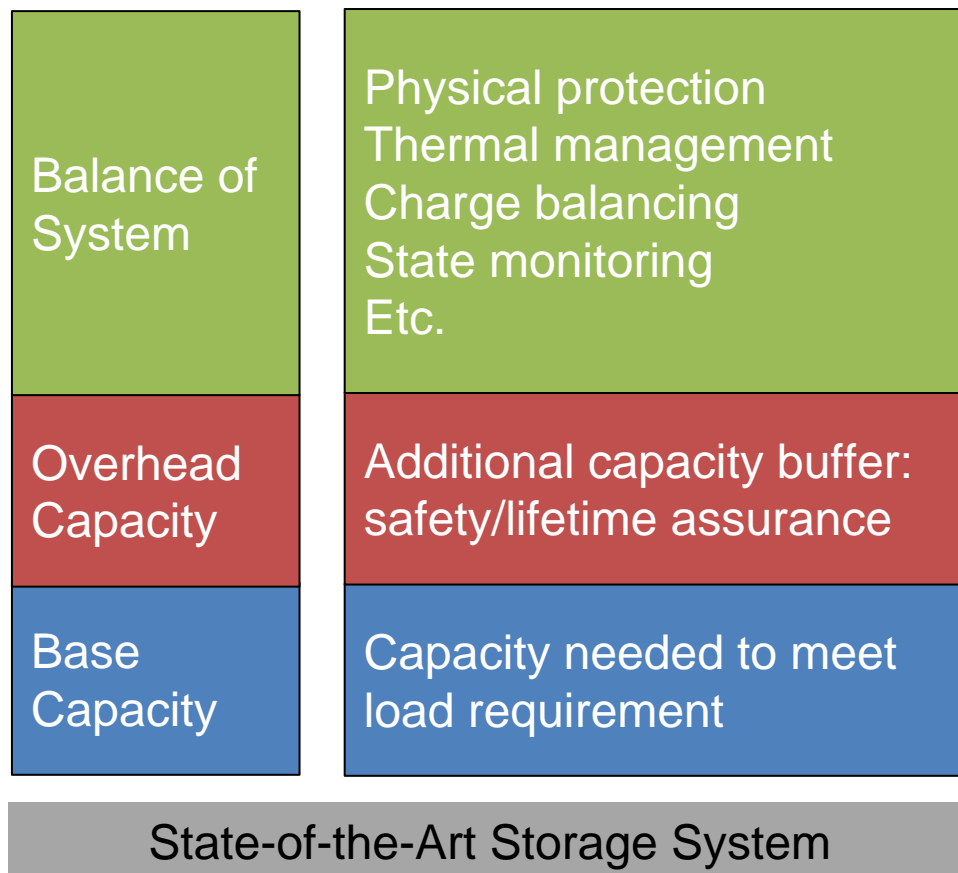 Balance of
System
Physical protection
Thermal management
Charge balancing
State monitoring
Etc.
Overhead
Capacity
Additional capacity buffer:
safety/lifetime assurance
Base
Capacity
Capacity needed to meet
load requirement
State-of-the-Art Storage System